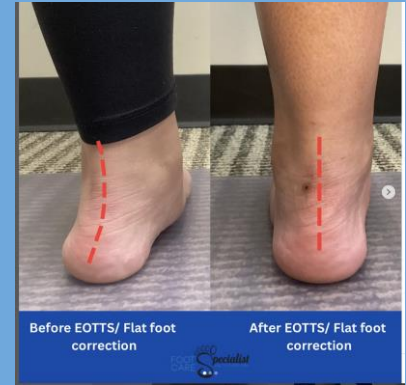 Before EOTTS/ Flat foot
correction
After EOTTS/ Flat foot
correction
FOOT
CARE
Specialist